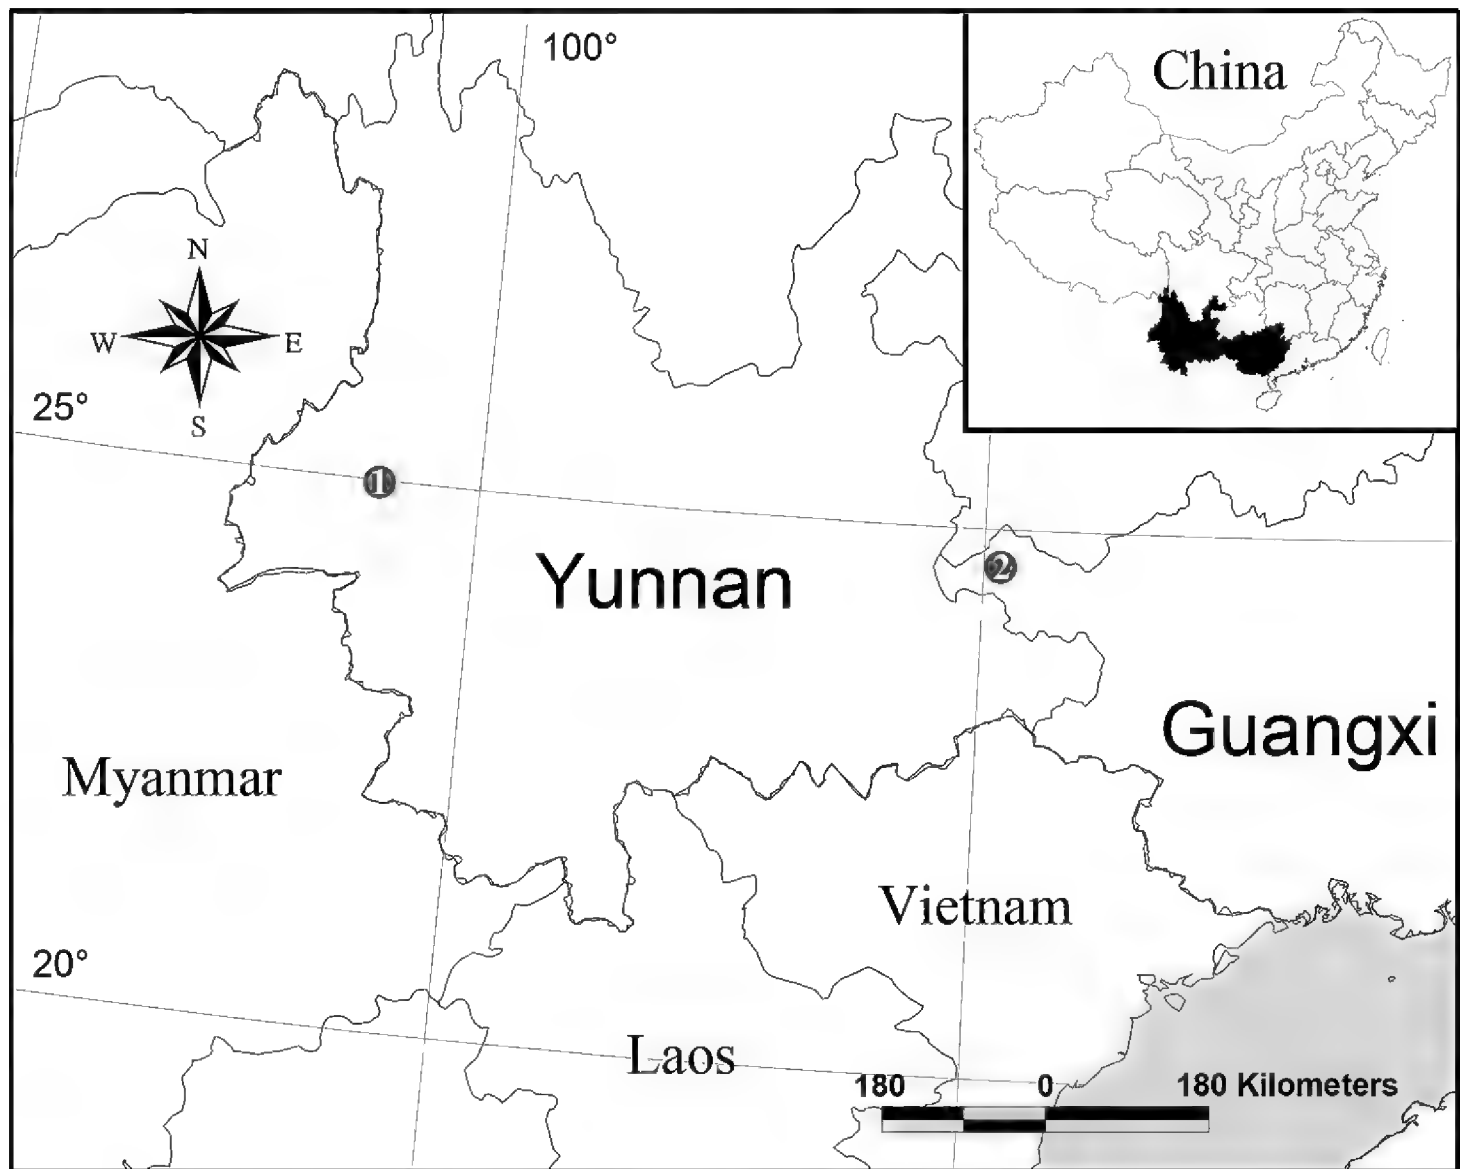 100°
China
N
W E
S
25°
1
Yunnan
2
Guangxi
Myanmar
Vietnam
20°
Laos
180 0 180 Kilometers